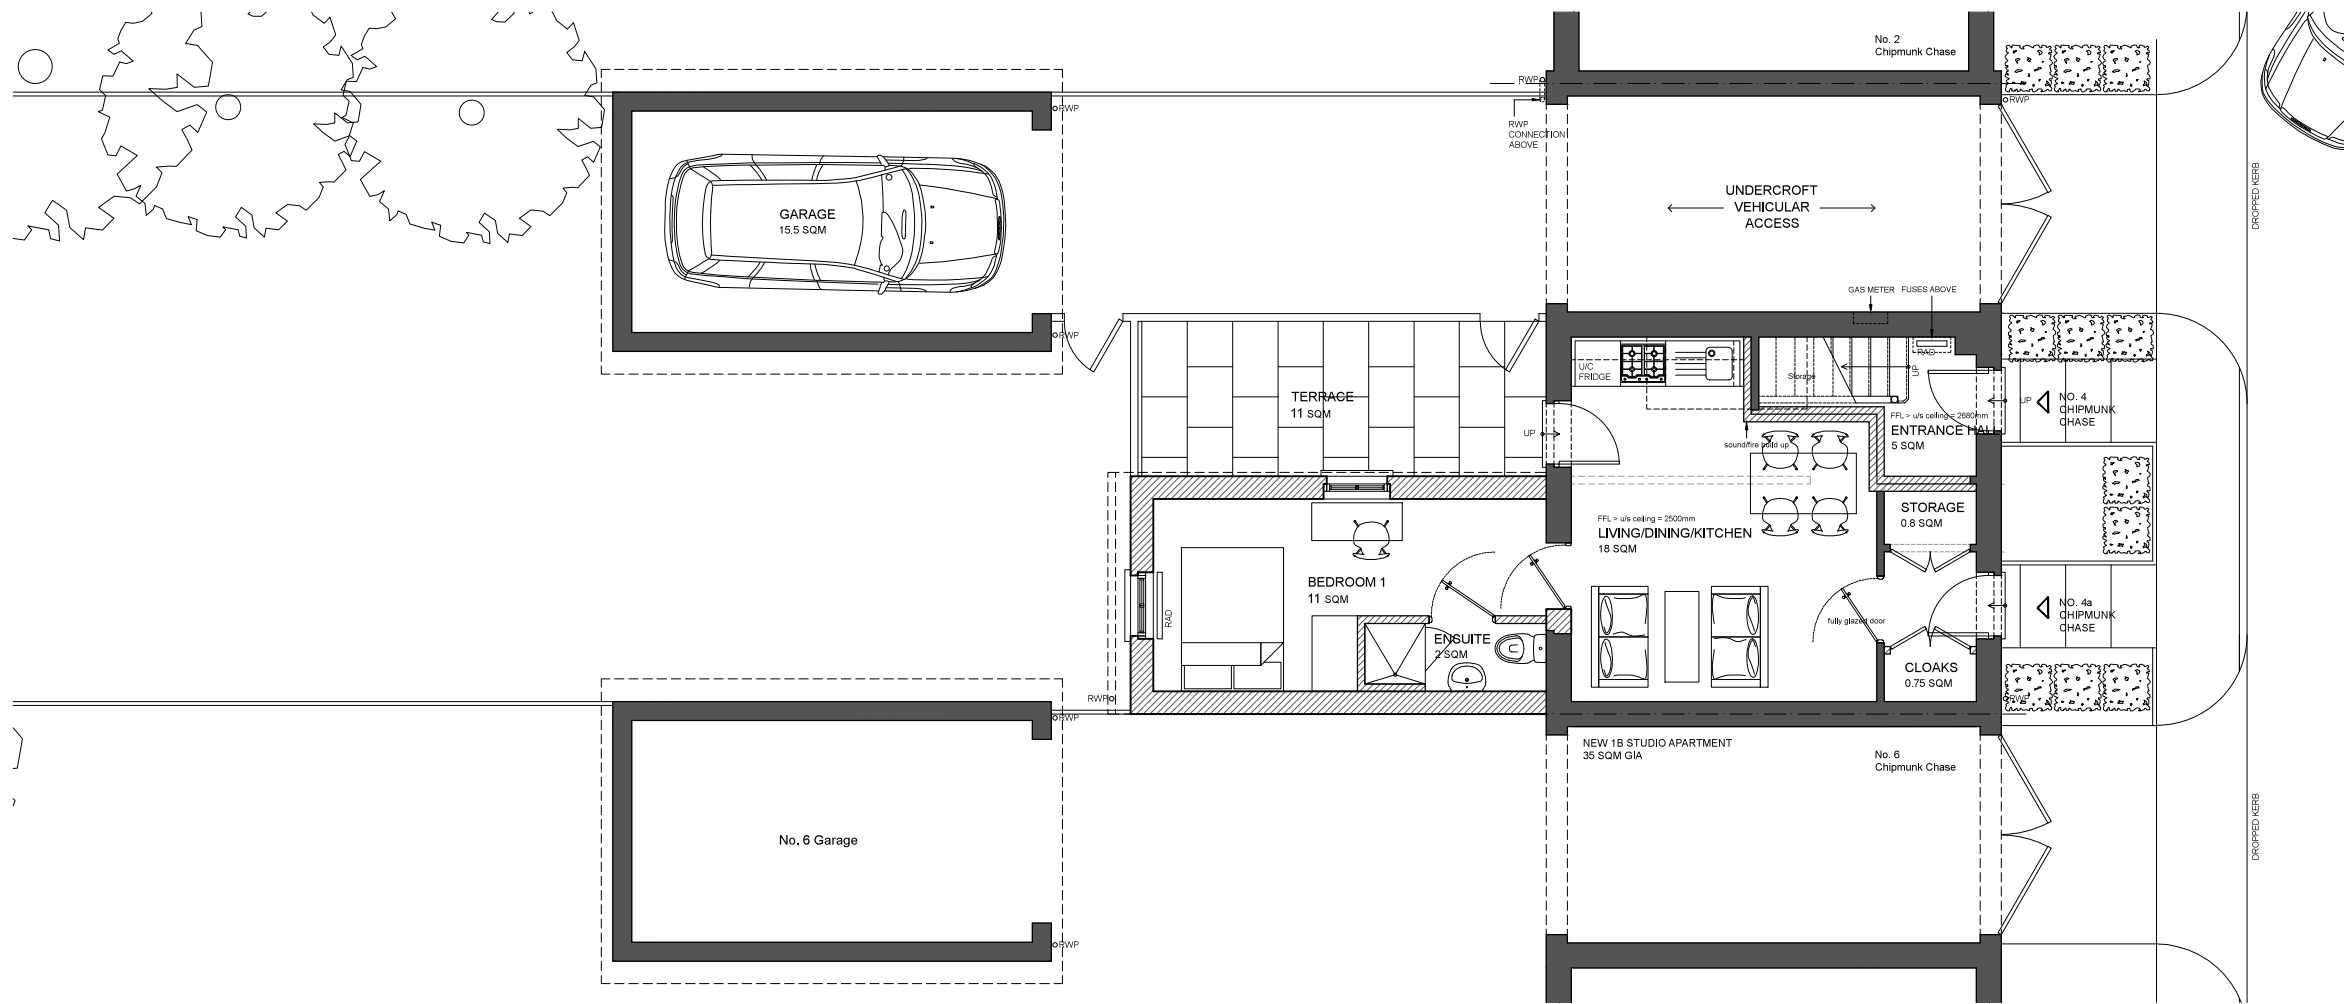 No. 2
Chipmunk Chase
RWP
RWP
RWP
RWP
CONNECTION
ABOVE
DROPPED KERB
UNDERCROFT
VEHICULAR
ACCESS
GARAGE
15.5 SQM
GAS METER
FUSES ABOVE
RWP
RAD
U/C
FRIDGE
Storage
UP
TERRACE
11 SQM
UP
NO. 4
CHIPMUNK
CHASE
FFL > u/s ceiling = 2680mm
ENTRANCE HALL
5 SQM
UP
sound/fire build up
STORAGE
0.8 SQM
FFL > u/s ceiling = 2500mm
LIVING/DINING/KITCHEN
18 SQM
BEDROOM 1
11 SQM
RAD
NO. 4a
CHIPMUNK
CHASE
fully glazed door
ENSUITE
2 SQM
CLOAKS
0.75 SQM
RWP
RWP
RWP
NEW 1B STUDIO APARTMENT
35 SQM GIA
No. 6
Chipmunk Chase
DROPPED KERB
No. 6 Garage
RWP